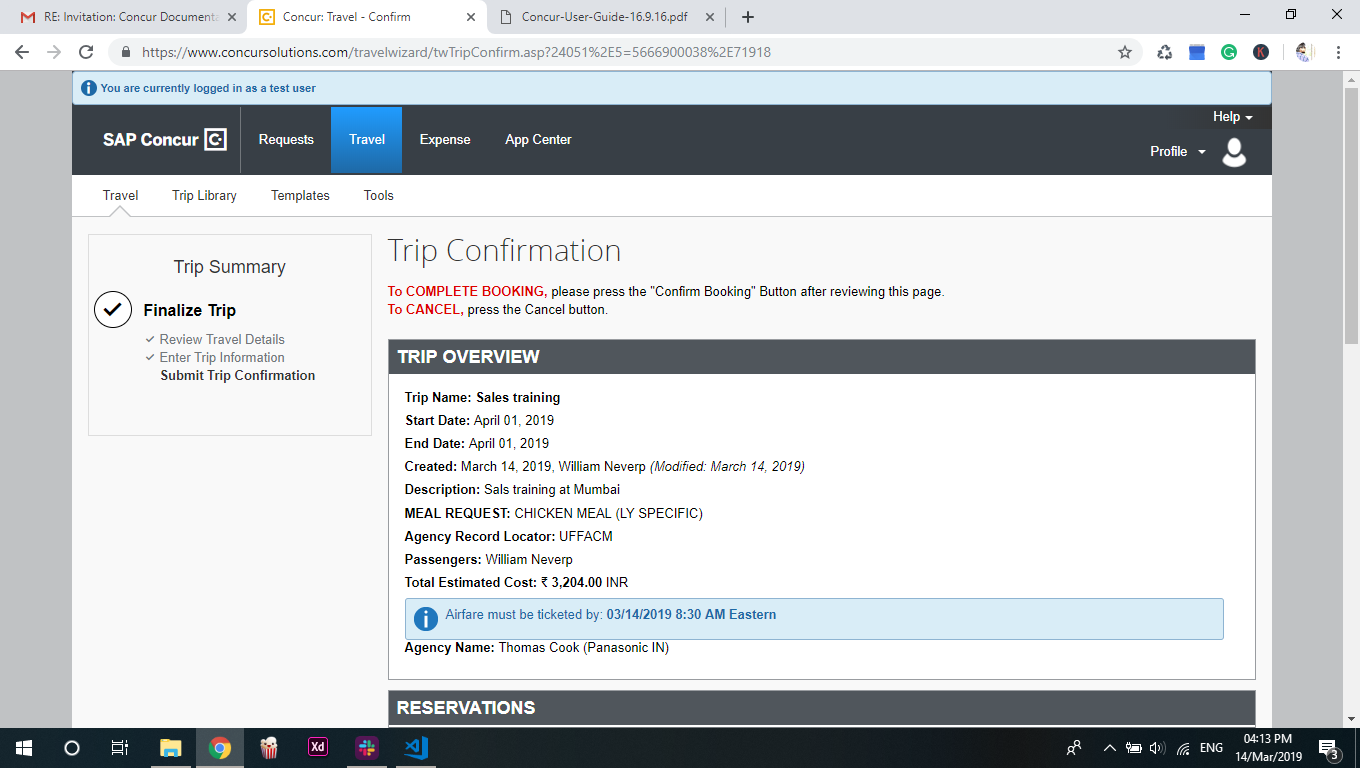 RE: Invitation: Concur Documenta
Concur: Travel - Confirm
Concur-User-Guide-16.9.16.pdf
https://www.concursolutions.com/travelwizard/twTripConfirm.asp?24051%2E5=5666900038%2E71918
You are currently logged in as a test user
Help
SAP Concur
Requests
Travel
Expense
App Center
Profile
Travel
Trip Library
Templates
Tools
Trip Summary
Finalize Trip
Review Travel Details
Enter Trip Information
Submit Trip Confirmation
Trip Confirmation
To COMPLETE BOOKING, please press the "Confirm Booking" Button after reviewing this page.
To CANCEL, press the Cancel button.
TRIP OVERVIEW
Trip Name: Sales training
Start Date: April 01, 2019
End Date: April 01, 2019
Created: March 14, 2019, William Neverp (Modified: March 14, 2019)
Description: Sals training at Mumbai
MEAL REQUEST: CHICKEN MEAL (LY SPECIFIC)
Agency Record Locator: UFFACM
Passengers: William Neverp
Total Estimated Cost: ₹ 3,204.00 INR
Airfare must be ticketed by: 03/14/2019 8:30 AM Eastern
Agency Name: Thomas Cook (Panasonic IN)
RESERVATIONS
Xd
ENG
04:13 PM
14/Mar/2019
3